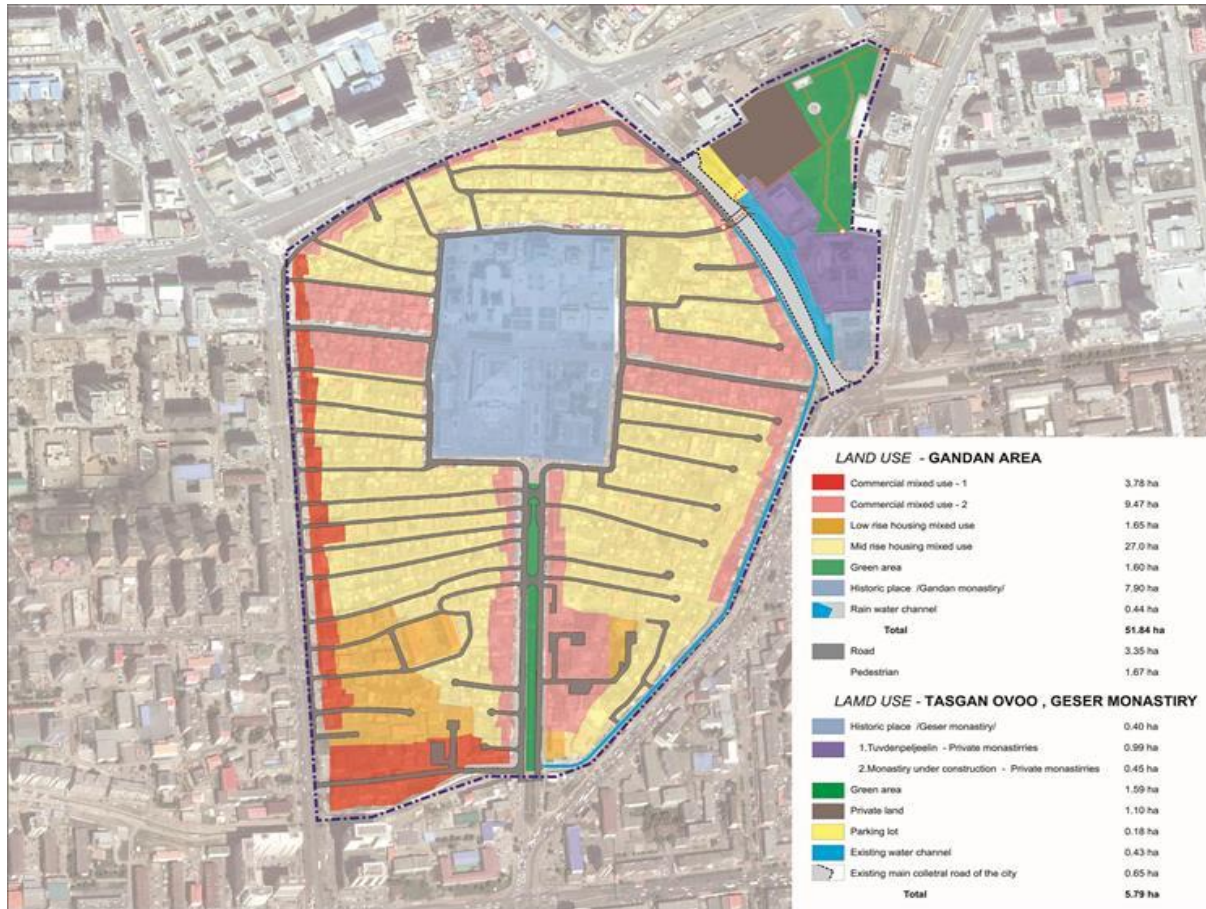 LAND USE - GANDAN AREA
Commercial mixed use - 1 3.78 ha
Commercial mixed use - 2 9.47 ha
Low rise housing mixed use 1.65 ha
Mid rise housing mixed use 27.0 ha
Green area 1.60 ha
Historic place /Gandan monastiry/ 7.90 ha
Rain water channel 0.44 ha
Total 51.84 ha
Road 3.35 ha
Pedestrian 1.67 ha
LAMD USE - TASGAN OVOO , GESER MONASTIRY
Historic place /Geser monastiry/ 0.40 ha
1.Tuvdenpeljeelin - Private monastirries 0.99 ha
2.Monastiry under construction - Private monastirries 0.45 ha
Green area 1.59 ha
Private land 1.10 ha
Parking lot 0.18 ha
Existing water channel 0.43 ha
Existing main colletral road of the city 0.65 ha
Total 5.79 ha